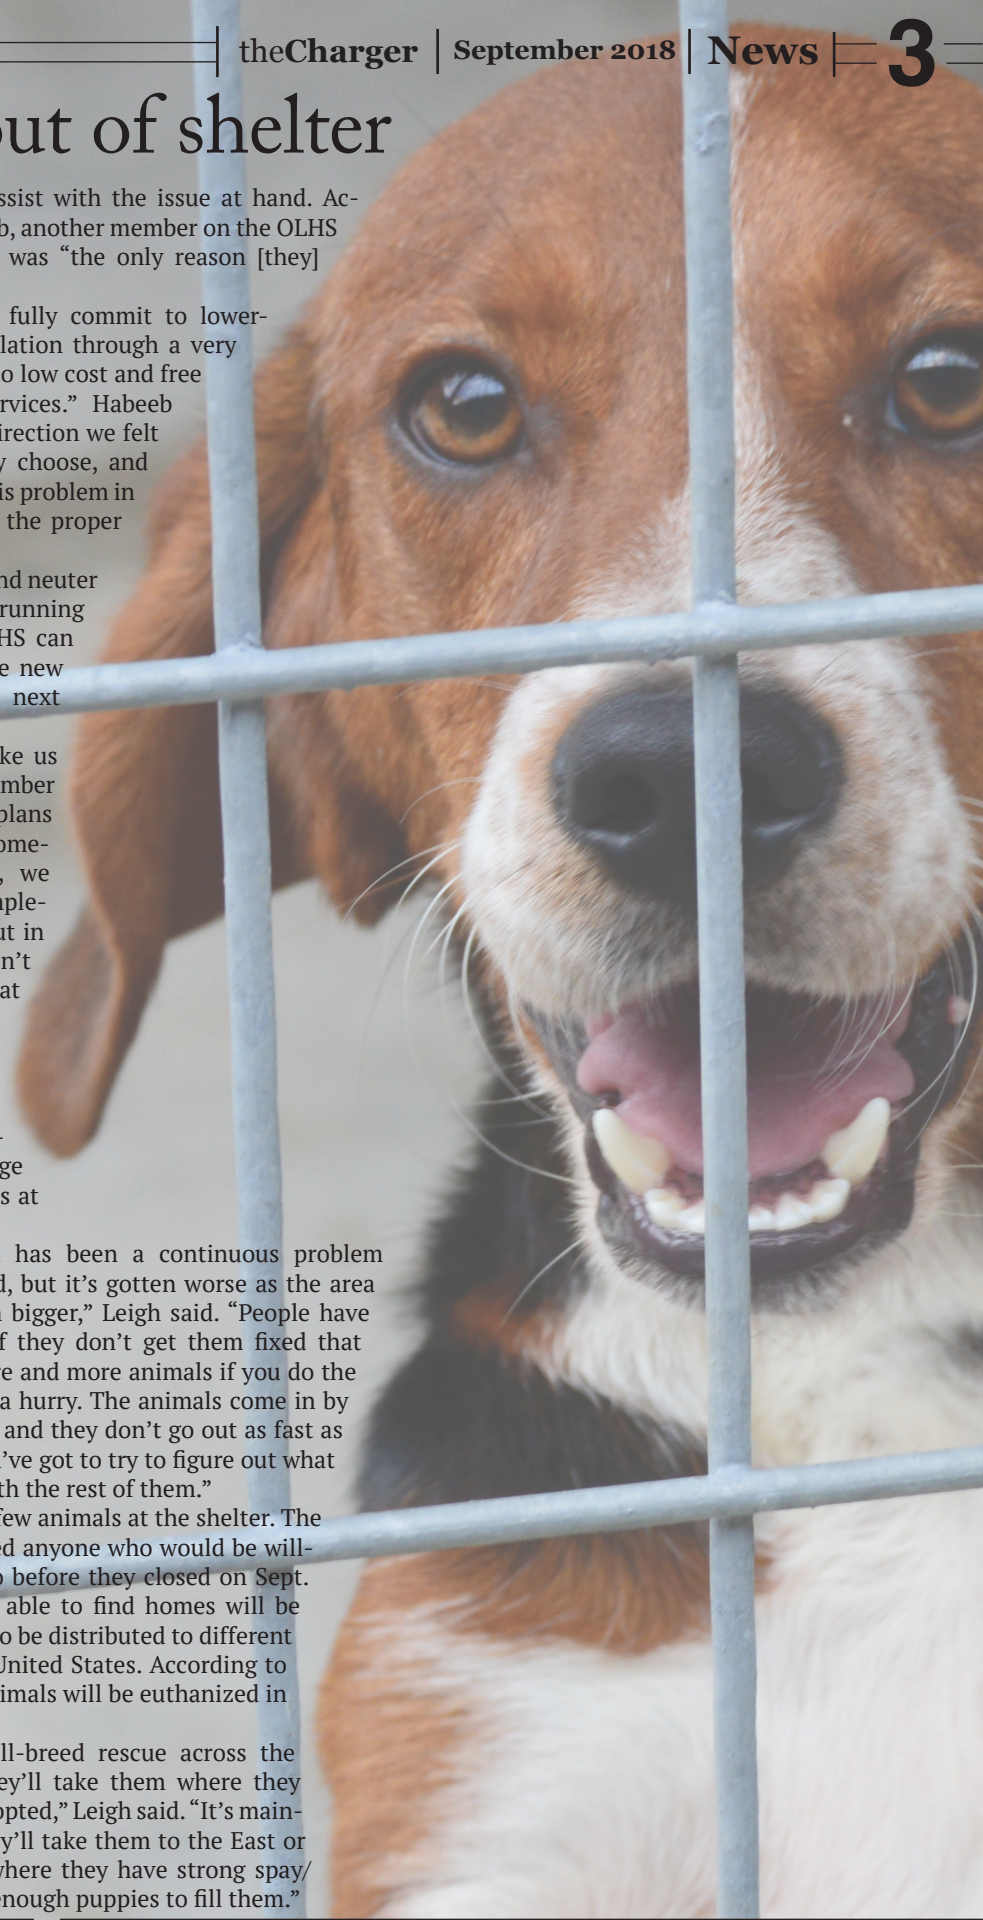 theCharger | September 2018 | News 3
out of shelter
ssist with the issue at hand. Ac-
b, another member on the OLHS
was “the only reason [they]
fully commit to lower-
lation through a very
o low cost and free
rvices.” Habeeb
irection we felt
y choose, and
is problem in
the proper
nd neuter
running
HS can
e new
next
ke us
mber
plans
ome-
, we
mple-
ut in
n’t
at
-
ge
s at
has been a continuous problem
d, but it’s gotten worse as the area
n bigger,” Leigh said. “People have
f they don’t get them fixed that
re and more animals if you do the
a hurry. The animals come in by
and they don’t go out as fast as
’ve got to try to figure out what
th the rest of them.”
few animals at the shelter. The
ed anyone who would be will-
o before they closed on Sept.
able to find homes will be
o be distributed to different
United States. According to
imals will be euthanized in
ll-breed rescue across the
ey’ll take them where they
opted,” Leigh said. “It’s main-
y’ll take them to the East or
where they have strong spay/
enough puppies to fill them.”